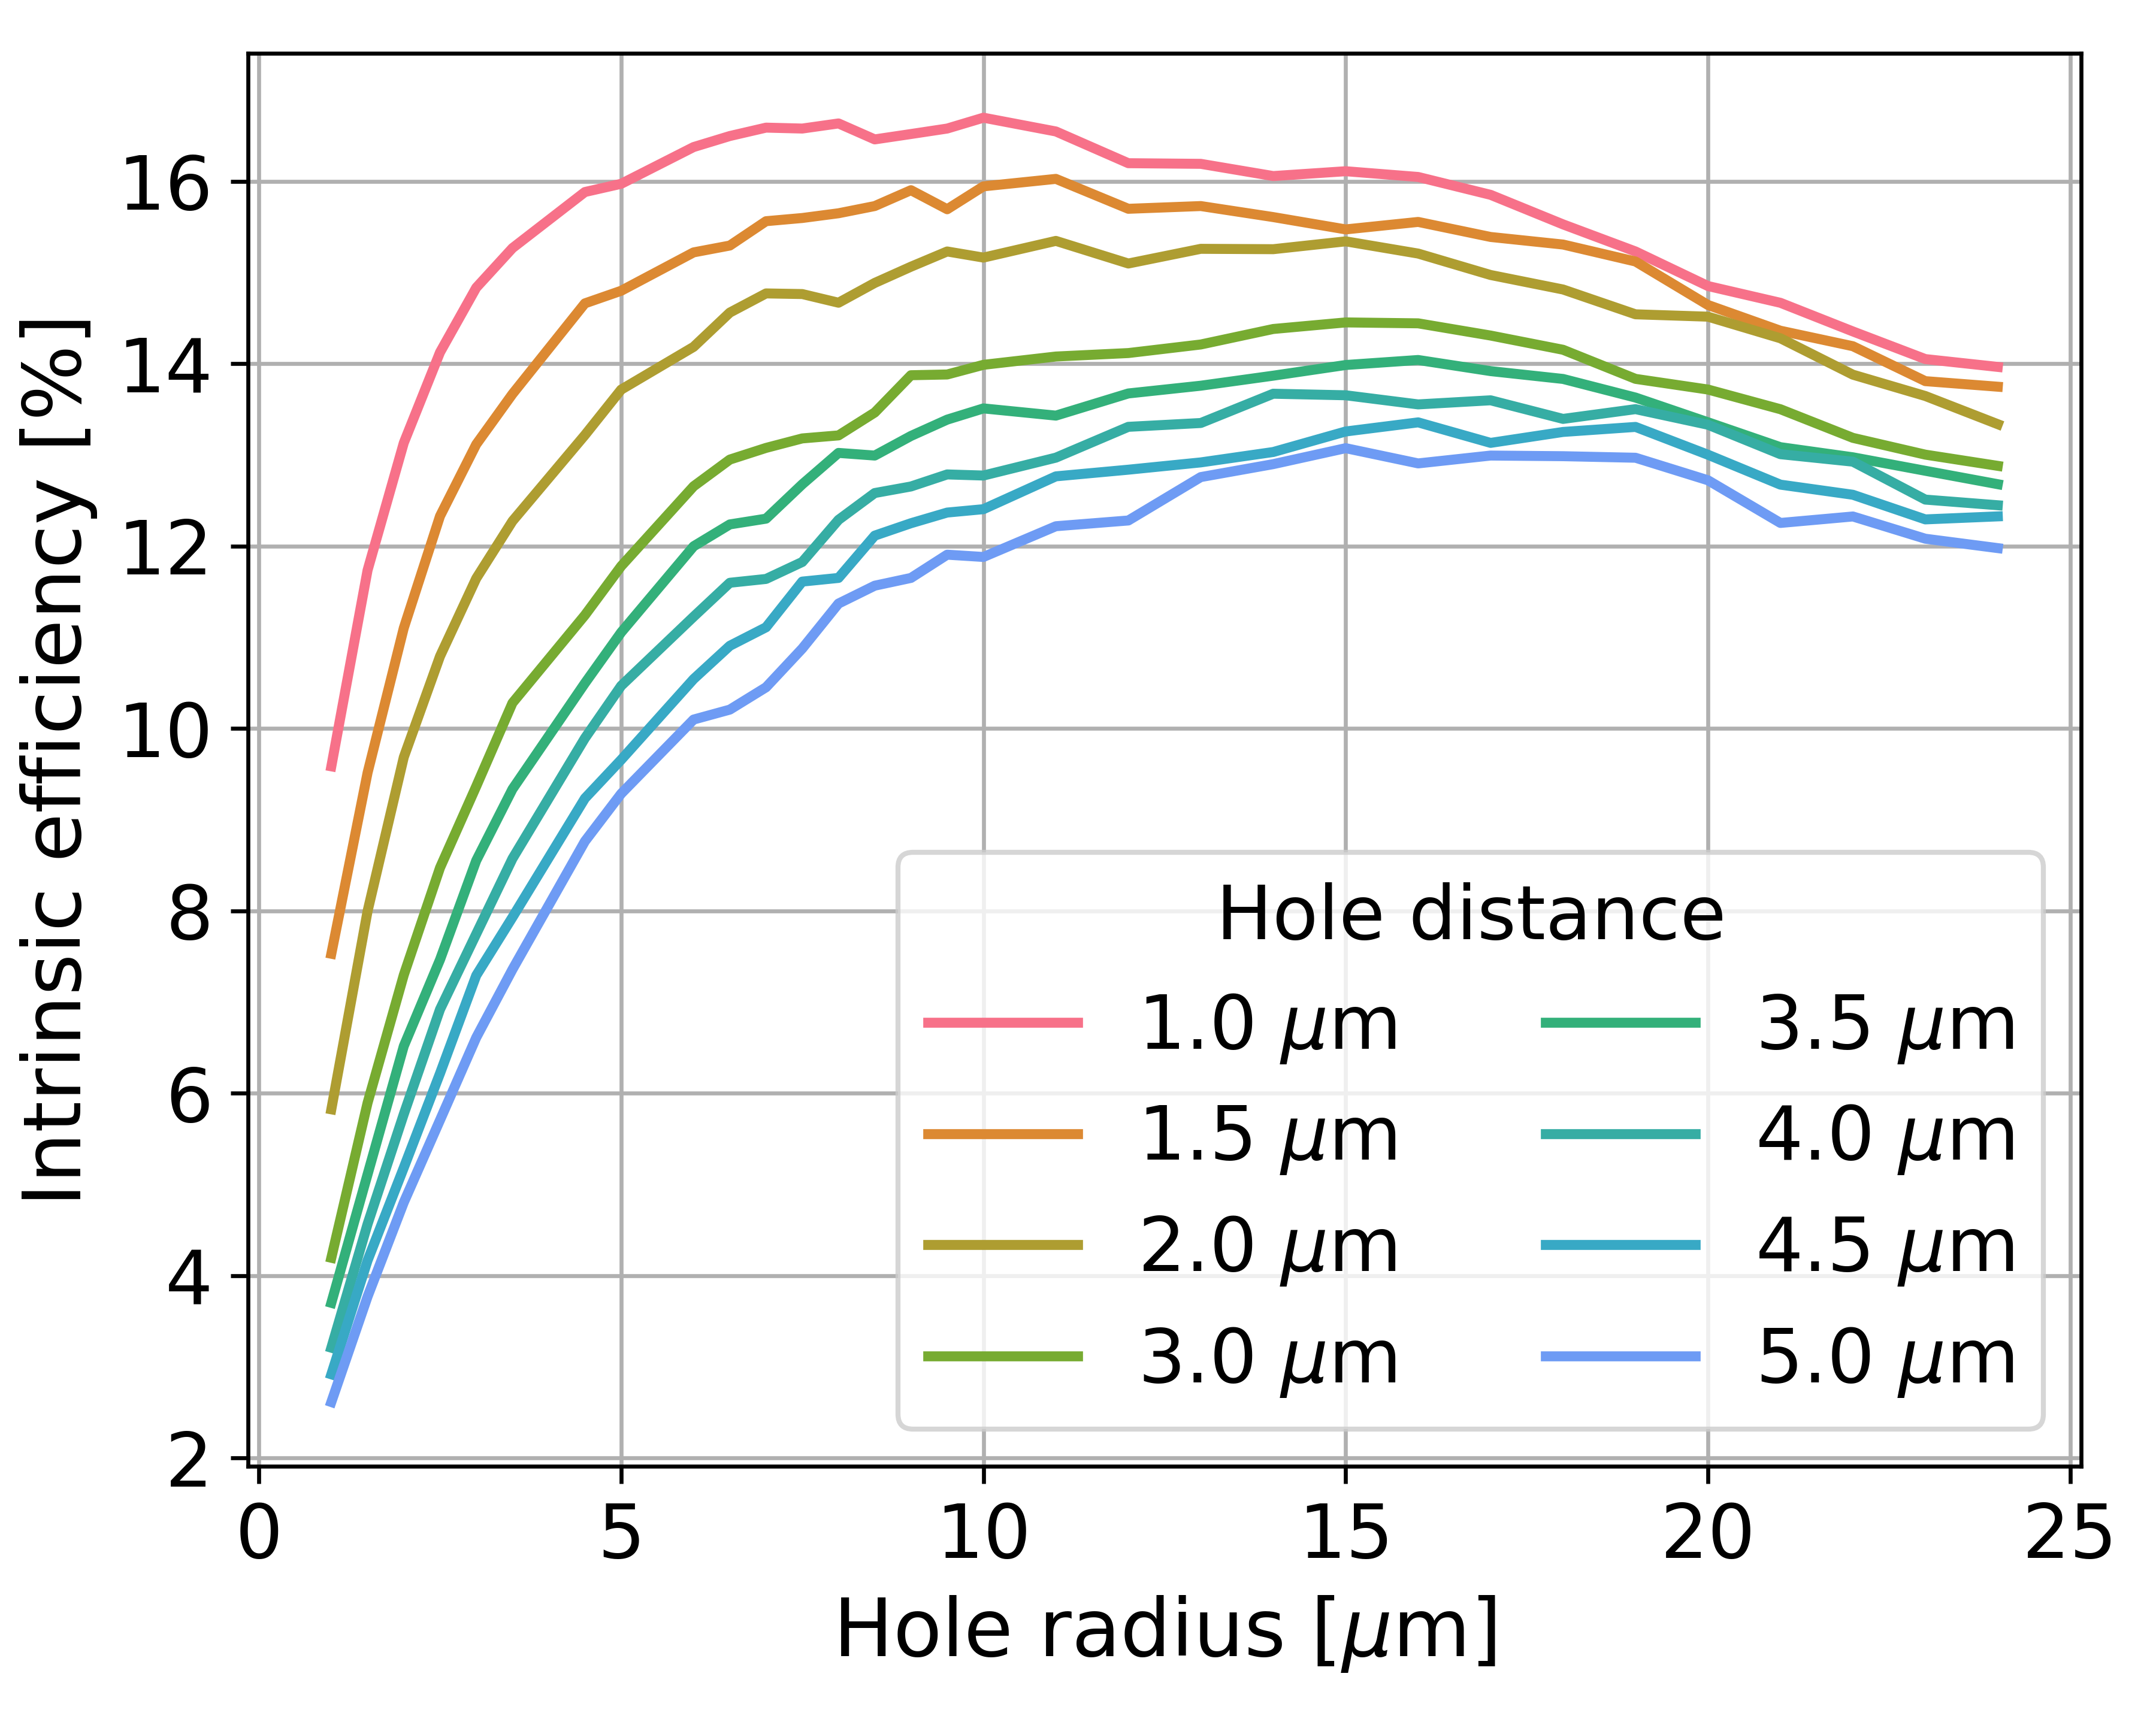 Intrinsic efficiency [%]
16
14
12
10
8
6
4
2
Hole distance
1.0 μm
1.5 μm
2.0 μm
3.0 μm
3.5 μm
4.0 μm
4.5 μm
5.0 μm
0 5 10 15 20 25
Hole radius [μm]